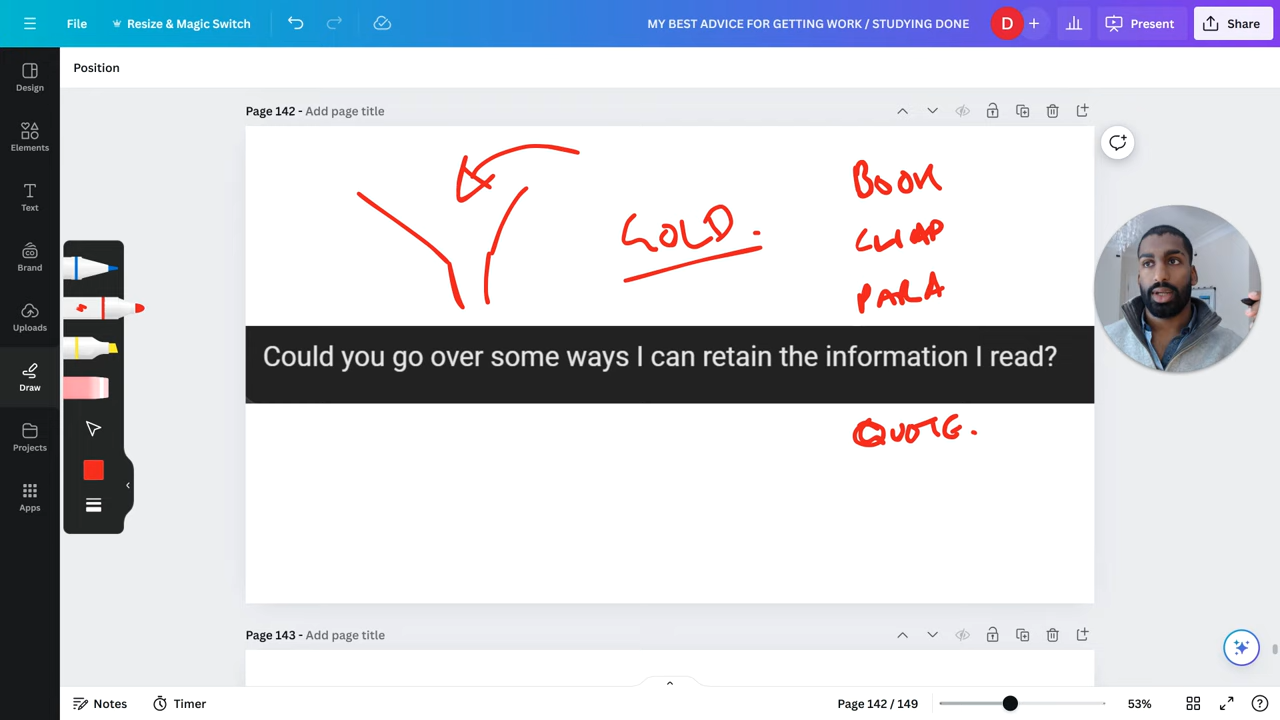 File
Resize & Magic Switch
MY BEST ADVICE FOR GETTING WORK / STUDYING DONE
D
+
Present
Share
Position
Design
Elements
Text
Brand
Uploads
Draw
Projects
Apps
Page 142 - Add page title
GOLD.
BOOK
CHAP
PARA
Could you go over some ways I can retain the information I read?
QUOTE.
Page 143 - Add page title
Notes
Timer
Page 142 / 149
53%